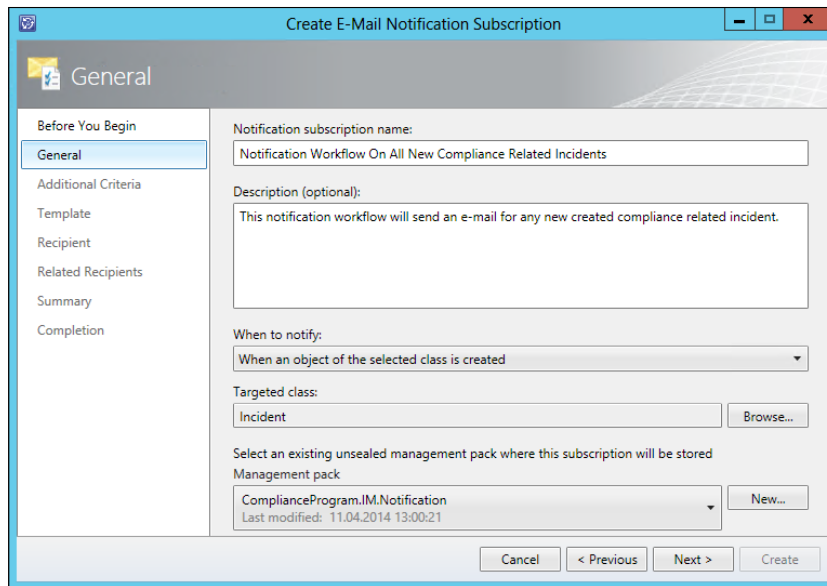 Create E-Mail Notification Subscription
General
Before You Begin
General
Additional Criteria
Template
Recipient
Related Recipients
Summary
Completion
Notification subscription name:
Notification Workflow On All New Compliance Related Incidents
Description (optional):
This notification workflow will send an e-mail for any new created compliance related incident.
When to notify:
When an object of the selected class is created
Targeted class:
Incident
Browse...
Select an existing unsealed management pack where this subscription will be stored
Management pack
ComplianceProgram.IM.Notification
Last modified: 11.04.2014 13:00:21
New...
Cancel
< Previous
Next >
Create